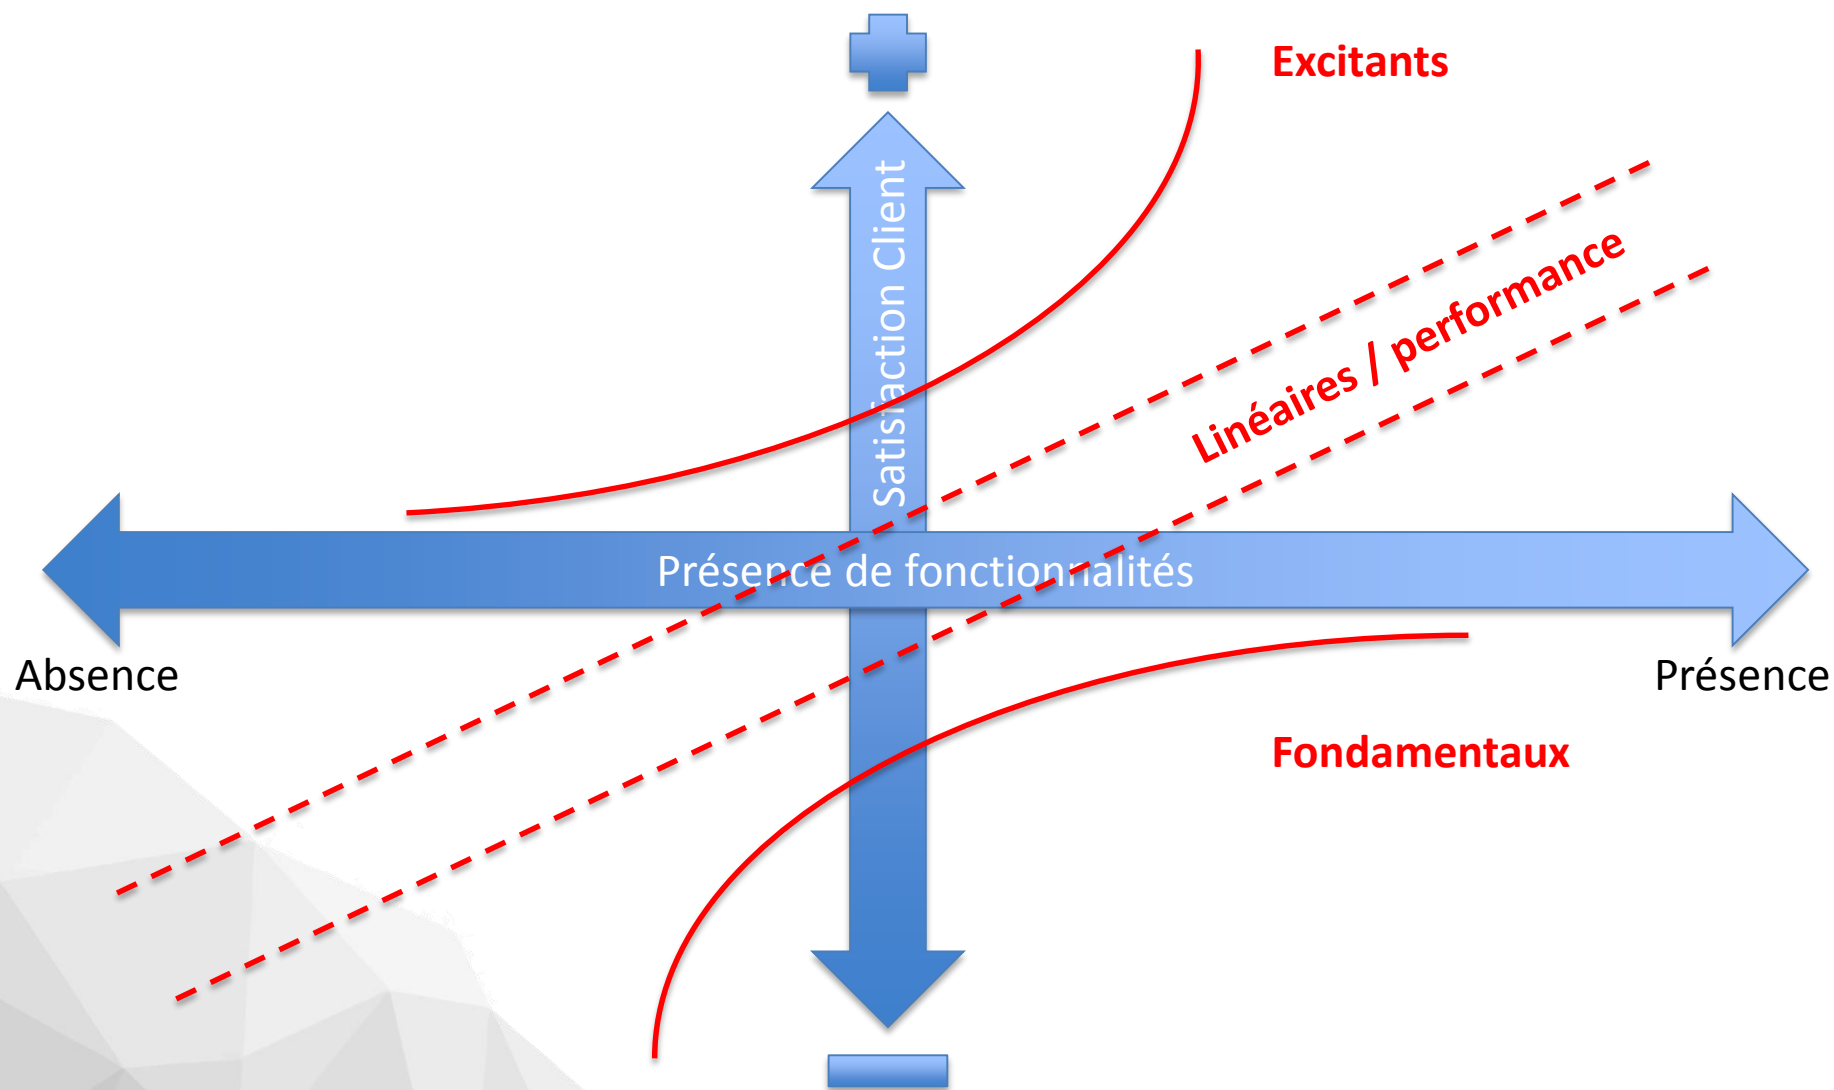 Excitants
Satisfaction Client
Linéaires / performance
Présence de fonctionnalités
Absence
Présence
Fondamentaux